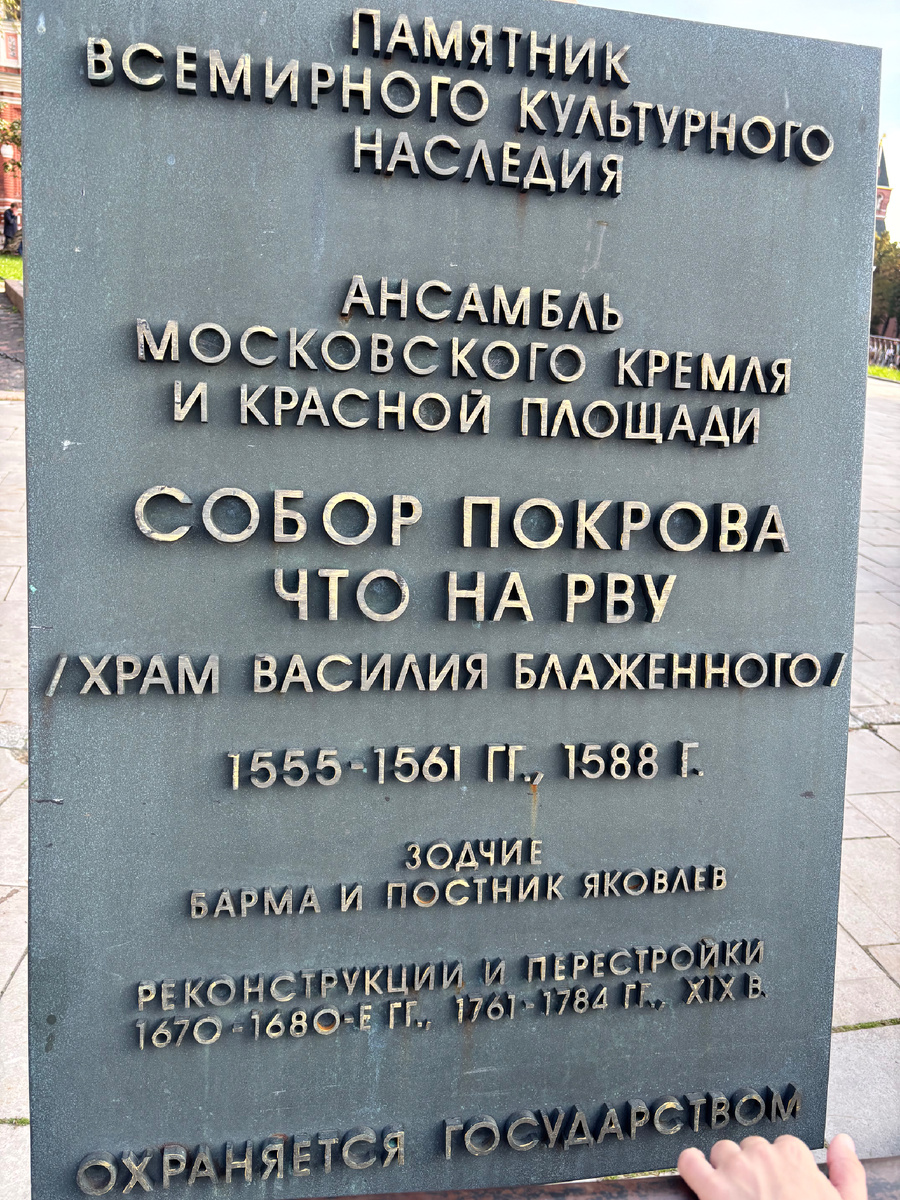 ПАМЯТНИК
ВСЕМИРНОГО КУЛЬТУРНОГО
НАСЛЕДИЯ
АНСАМБЛЬ
МОСКОВСКОГО КРЕМЛЯ
И КРАСНОЙ ПЛОЩАДИ
СОБОР ПОКРОВА
ЧТО НА РВУ
/ХРАМ ВАСИЛИЯ БЛАЖЕННОГО/
1555-1561 ГГ., 1588 Г.
ЗОДЧИЕ
БАРМА И ПОСТНИК ЯКОВЛЕВ
РЕКОНСТРУКЦИИ И ПЕРЕСТРОЙКИ
1670-1680-Е ГГ., 1761-1784 ГГ., XIX В.
ОХРАНЯЕТСЯ ГОСУДАРСТВОМ